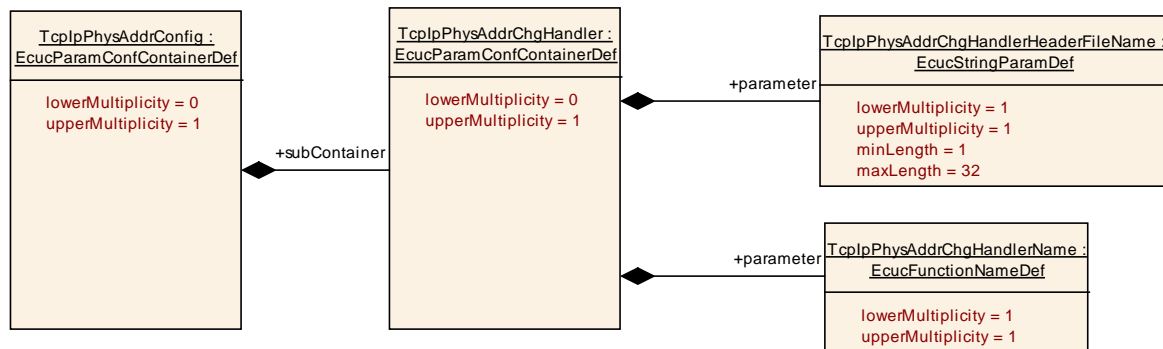 TcpIpPhysAddrConfig :
EcucParamConfContainerDef
lowerMultiplicity = 0
upperMultiplicity = 1
+subContainer
TcpIpPhysAddrChgHandler :
EcucParamConfContainerDef
lowerMultiplicity = 0
upperMultiplicity = 1
+parameter
TcpIpPhysAddrChgHandlerHeaderFileName :
EcucStringParamDef
lowerMultiplicity = 1
upperMultiplicity = 1
minLength = 1
maxLength = 32
+parameter
TcpIpPhysAddrChgHandlerName :
EcucFunctionNameDef
lowerMultiplicity = 1
upperMultiplicity = 1